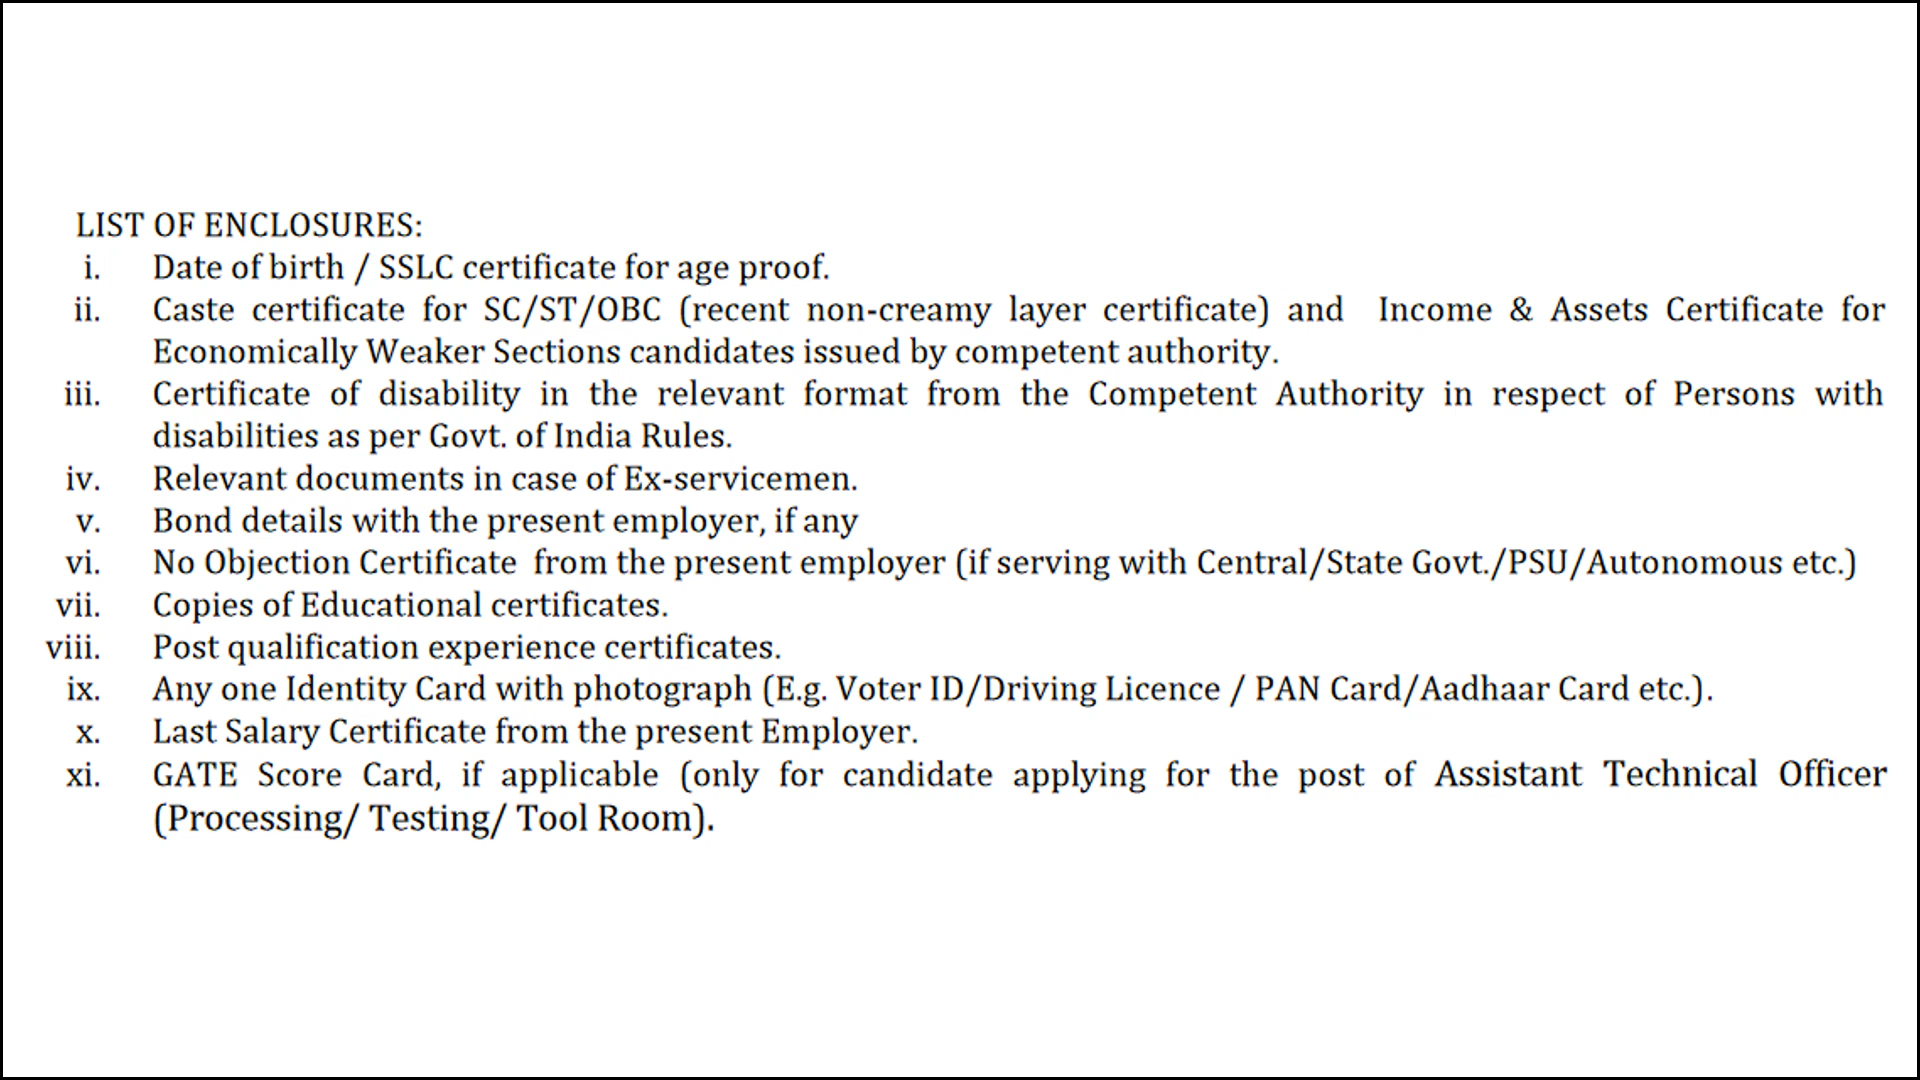 LIST OF ENCLOSURES:
i. Date of birth / SSLC certificate for age proof.
ii. Caste certificate for SC/ST/OBC (recent non-creamy layer certificate) and Income & Assets Certificate for
Economically Weaker Sections candidates issued by competent authority.
iii. Certificate of disability in the relevant format from the Competent Authority in respect of Persons with
disabilities as per Govt. of India Rules.
iv. Relevant documents in case of Ex-servicemen.
v. Bond details with the present employer, if any
vi. No Objection Certificate from the present employer (if serving with Central/State Govt./PSU/Autonomous etc.)
vii. Copies of Educational certificates.
viii. Post qualification experience certificates.
ix. Any one Identity Card with photograph (E.g. Voter ID/Driving Licence / PAN Card/Aadhaar Card etc.).
x. Last Salary Certificate from the present Employer.
xi. GATE Score Card, if applicable (only for candidate applying for the post of Assistant Technical Officer
(Processing/ Testing/ Tool Room).